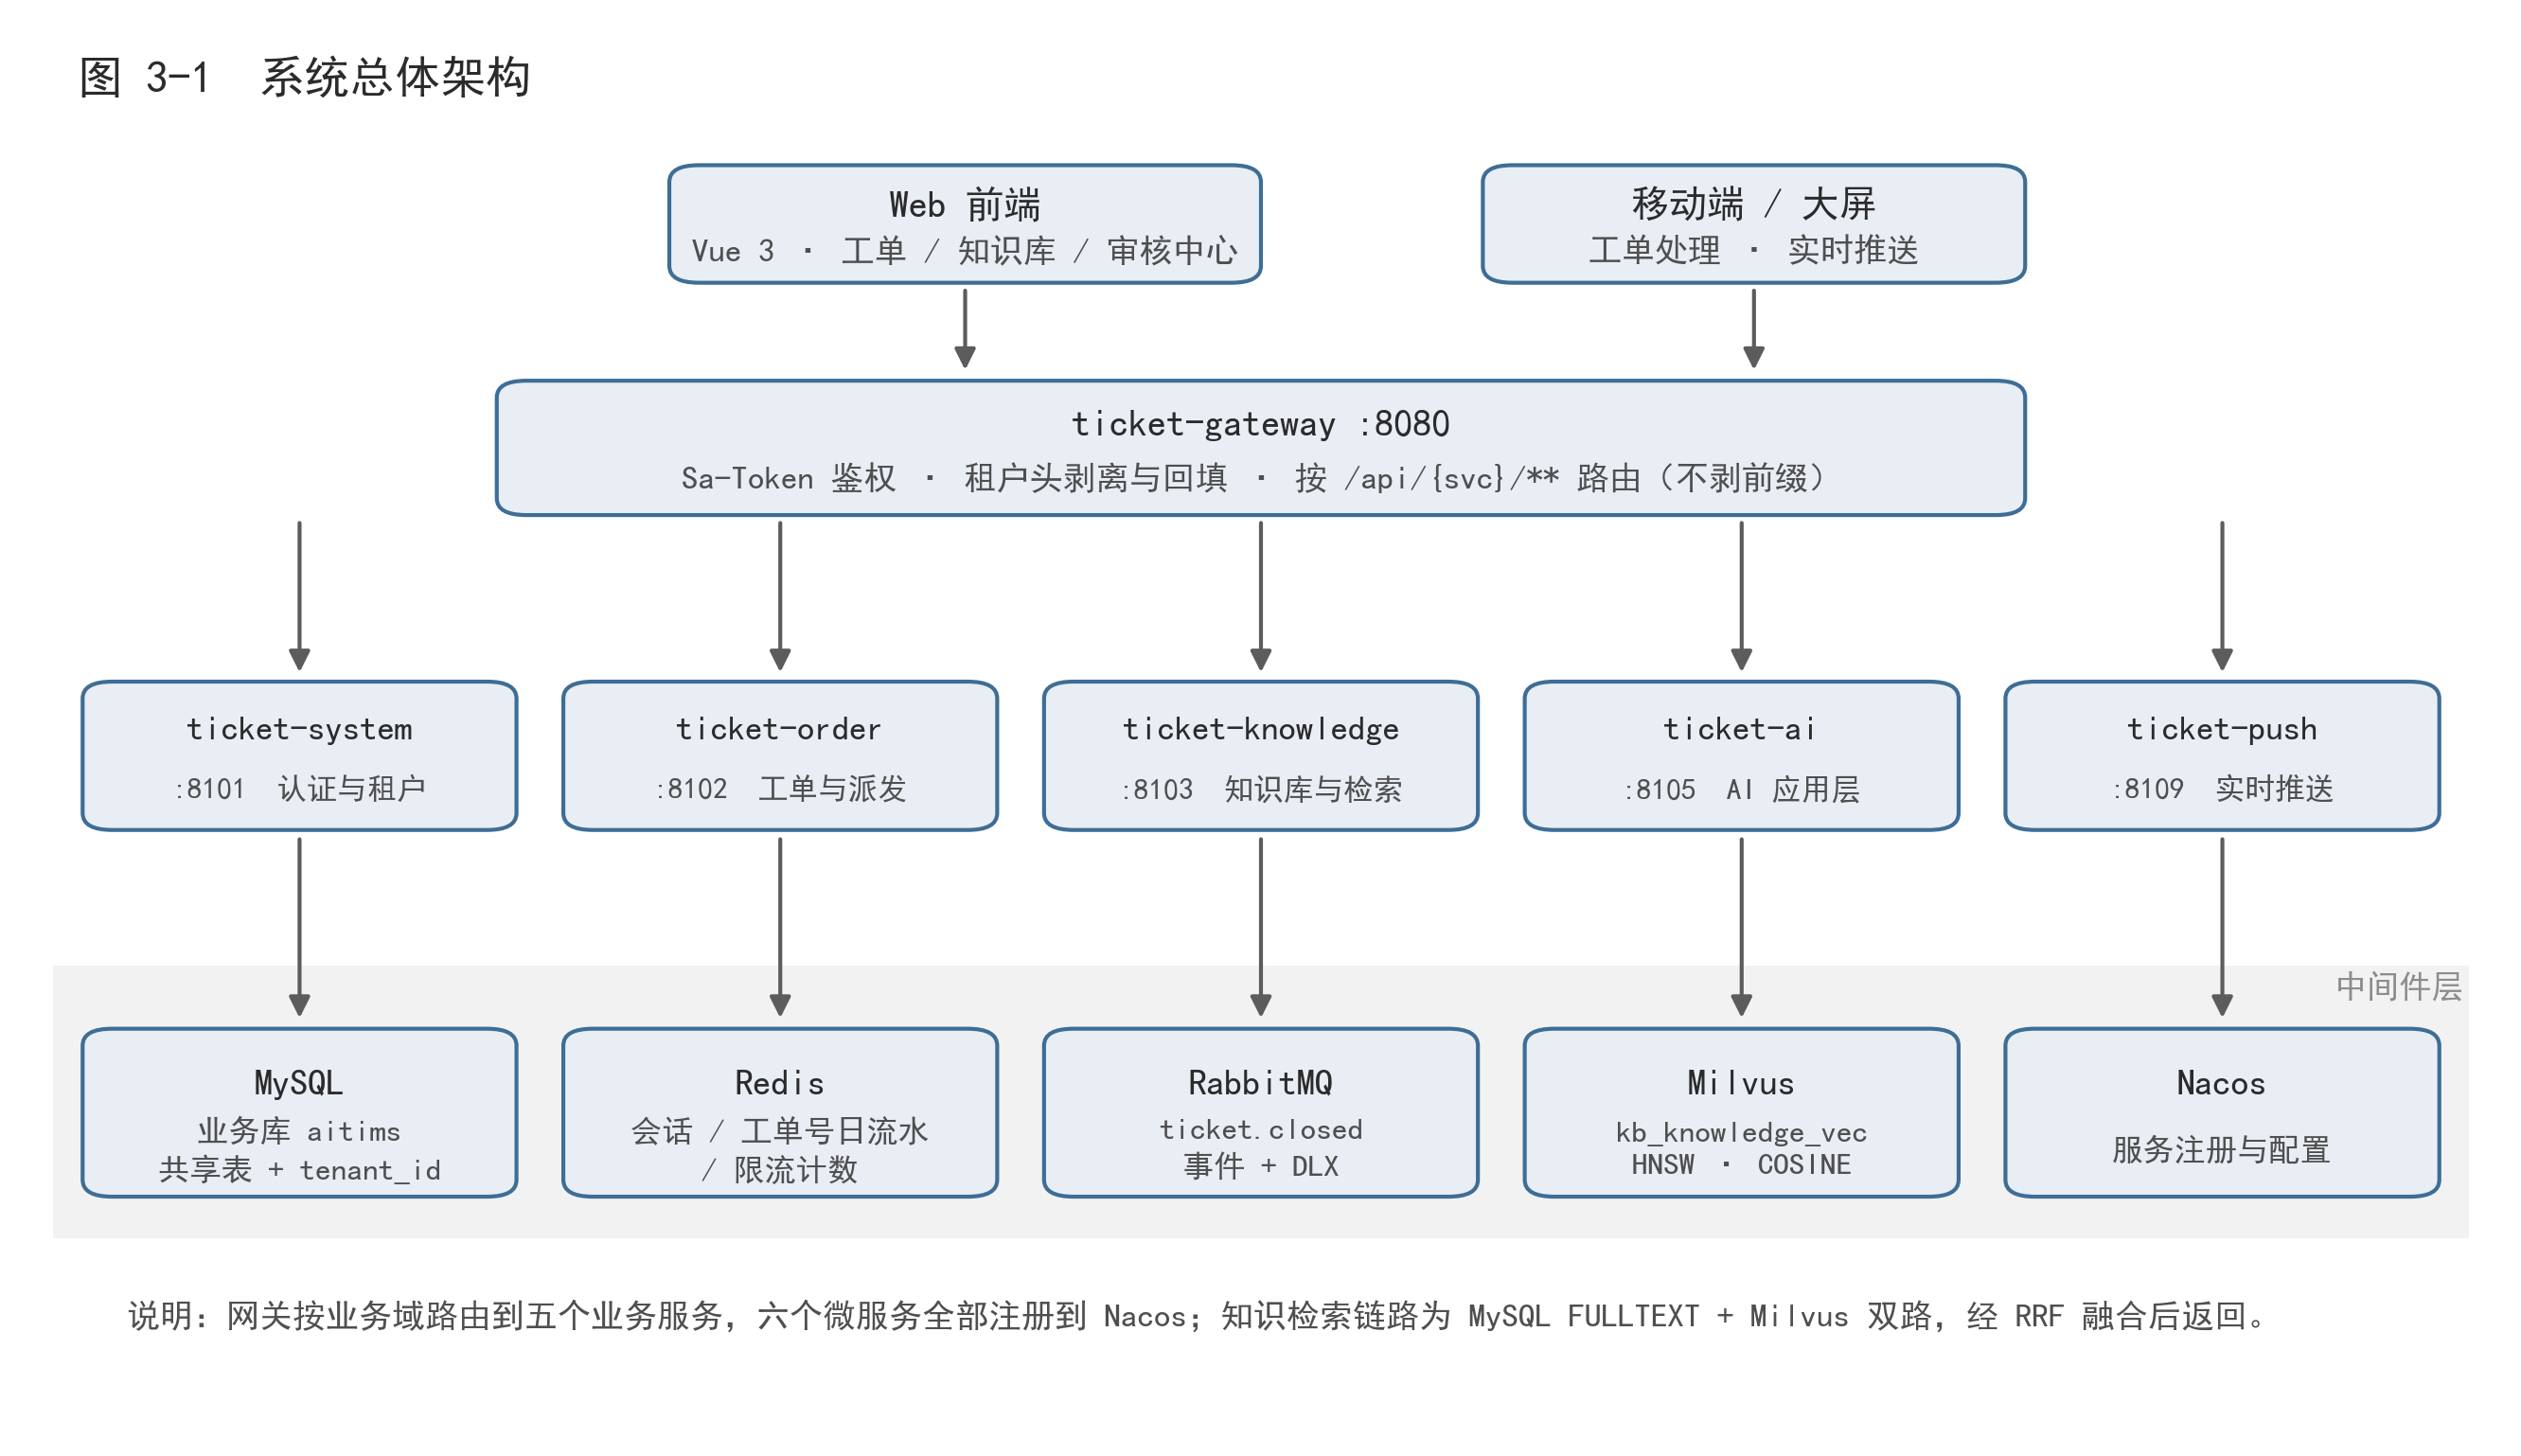 图 3-1 系统总体架构
Web 前端
Vue 3 · 工单 / 知识库 / 审核中心
移动端 / 大屏
工单处理 · 实时推送
ticket-gateway :8080
Sa-Token 鉴权 · 租户头剥离与回填 · 按 /api/{svc}/** 路由（不剥前缀）
ticket-system
:8101 认证与租户
ticket-order
:8102 工单与派发
ticket-knowledge
:8103 知识库与检索
ticket-ai
:8105 AI 应用层
ticket-push
:8109 实时推送
中间件层
MySQL
业务库 aitims
共享表 + tenant_id
Redis
会话 / 工单号日流水
/ 限流计数
RabbitMQ
ticket.closed
事件 + DLX
Milvus
kb_knowledge_vec
HNSW · COSINE
Nacos
服务注册与配置
说明：网关按业务域路由到五个业务服务，六个微服务全部注册到 Nacos；知识检索链路为 MySQL FULLTEXT + Milvus 双路，经 RRF 融合后返回。